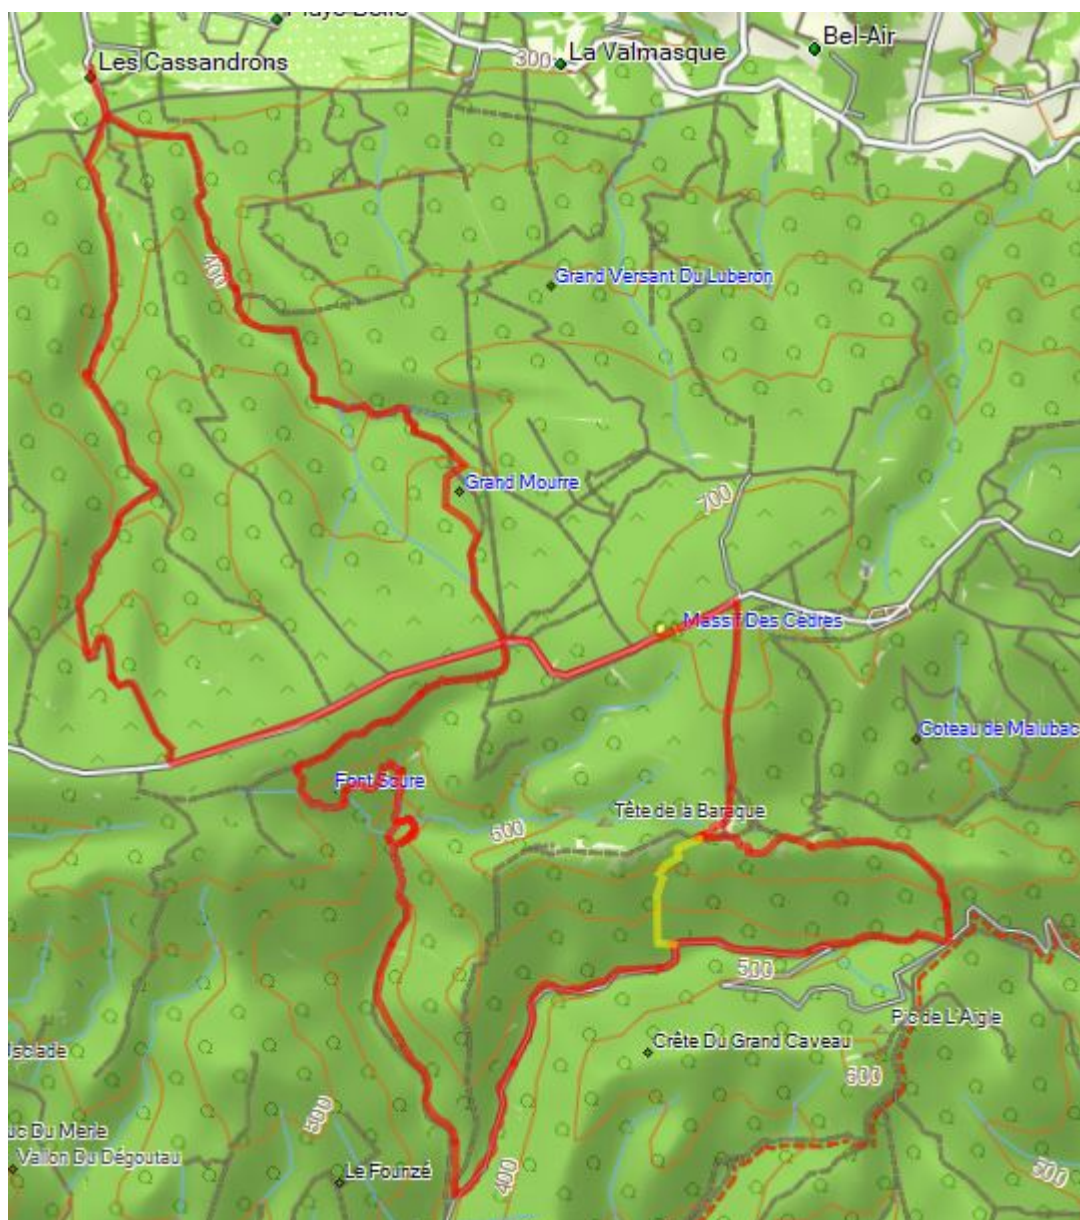 Les Cassandrons
300
La Valmasque
Bel-Air
400
Grand Versant Du Luberon
Grand Mourre
700
Massif Des Cèdres
Coteau de Malubac
Font Soure
Tête de la Baraque
500
500
Pic de L'Aigle
Crête Du Grand Caveau
600
500
Le Fourzé
400
Vallon Du Dégoutau
500